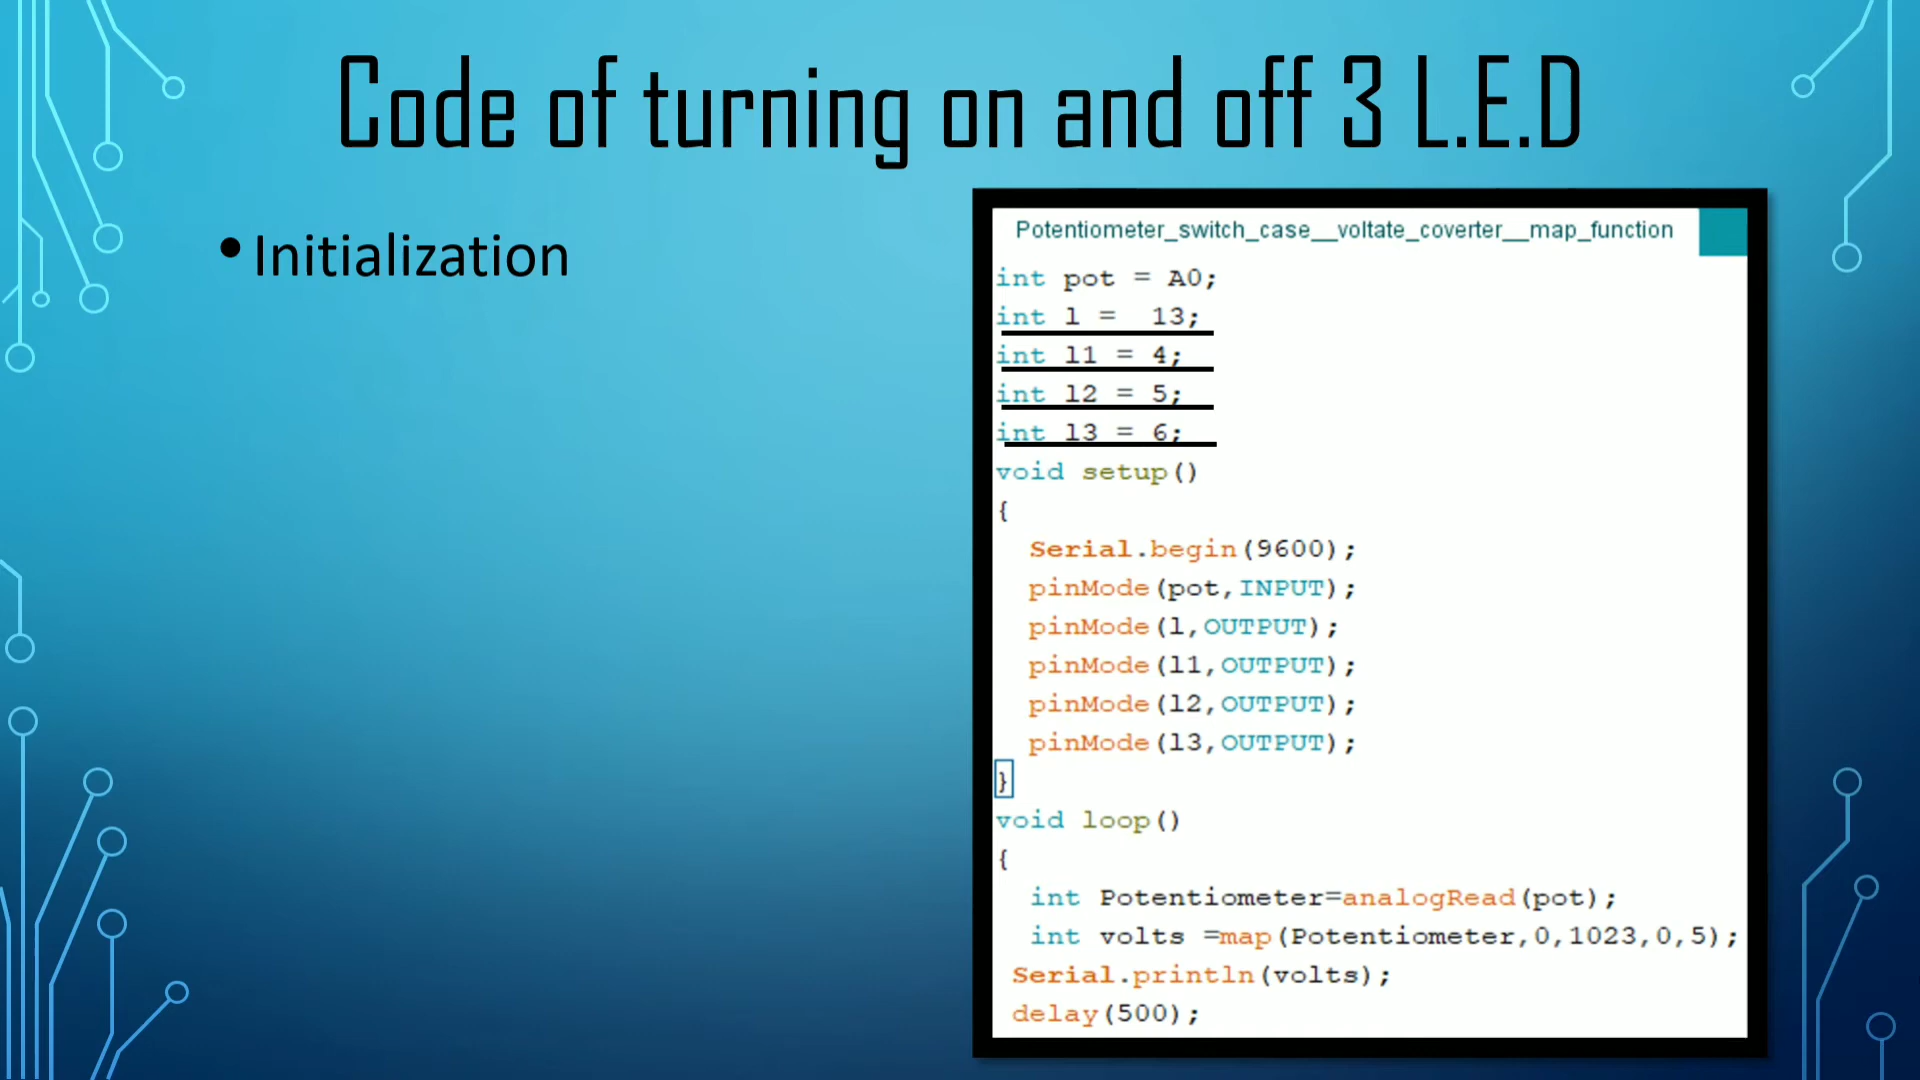 Code of turning on and off 3 L.E.D
• Initialization
Potentiometer_switch_case__voltate_coverter__map_function
int pot = A0;
int l =  13;
int l1 = 4;
int l2 = 5;
int l3 = 6;
void setup()
{
  Serial.begin(9600);
  pinMode(pot,INPUT);
  pinMode(l,OUTPUT);
  pinMode(l1,OUTPUT);
  pinMode(l2,OUTPUT);
  pinMode(l3,OUTPUT);
}
void loop()
{
  int Potentiometer=analogRead(pot);
  int volts =map(Potentiometer,0,1023,0,5);
 Serial.println(volts);
 delay(500);